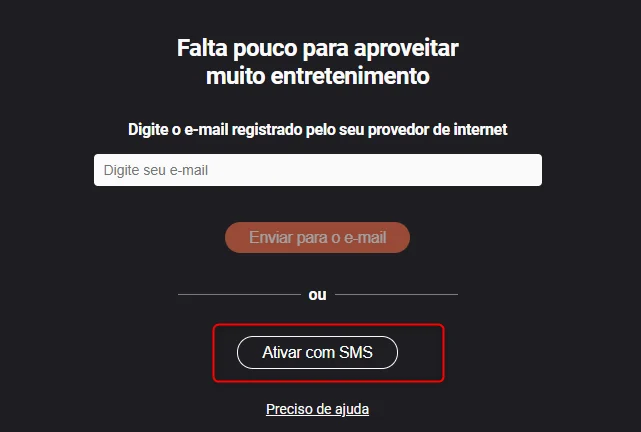 Falta pouco para aproveitar
muito entretenimento
Digite o e-mail registrado pelo seu provedor de internet
Digite seu e-mail
Enviar para o e-mail
ou
Ativar com SMS
Preciso de ajuda